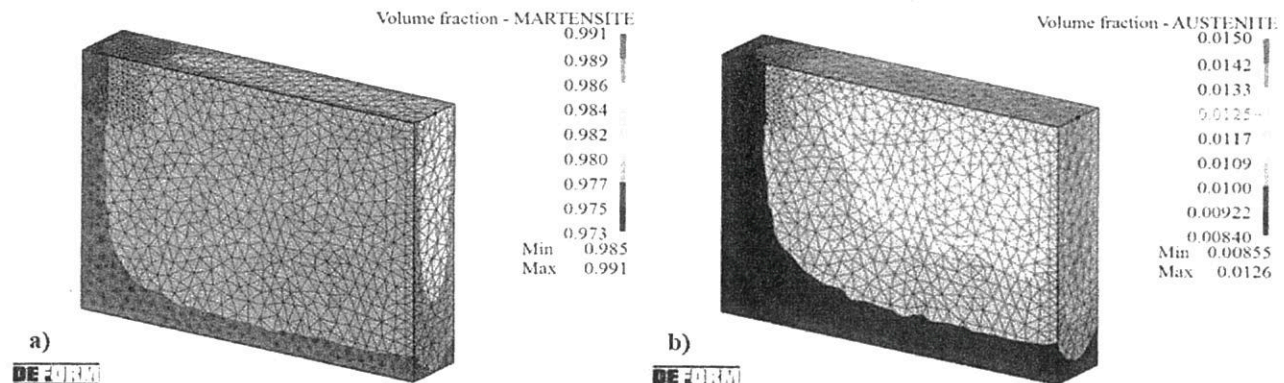 Volume fraction - MARTENSITE
0.991
0.989
0.986
0.984
0.982
0.980
0.977
0.975
0.973
Min 0.985
Max 0.991
a)
DEFORM
Volume fraction - AUSTENITE
0.0150
0.0142
0.0133
0.0125
0.0117
0.0109
0.0100
0.00922
0.00840
Min 0.00855
Max 0.0126
b)
DEFORM